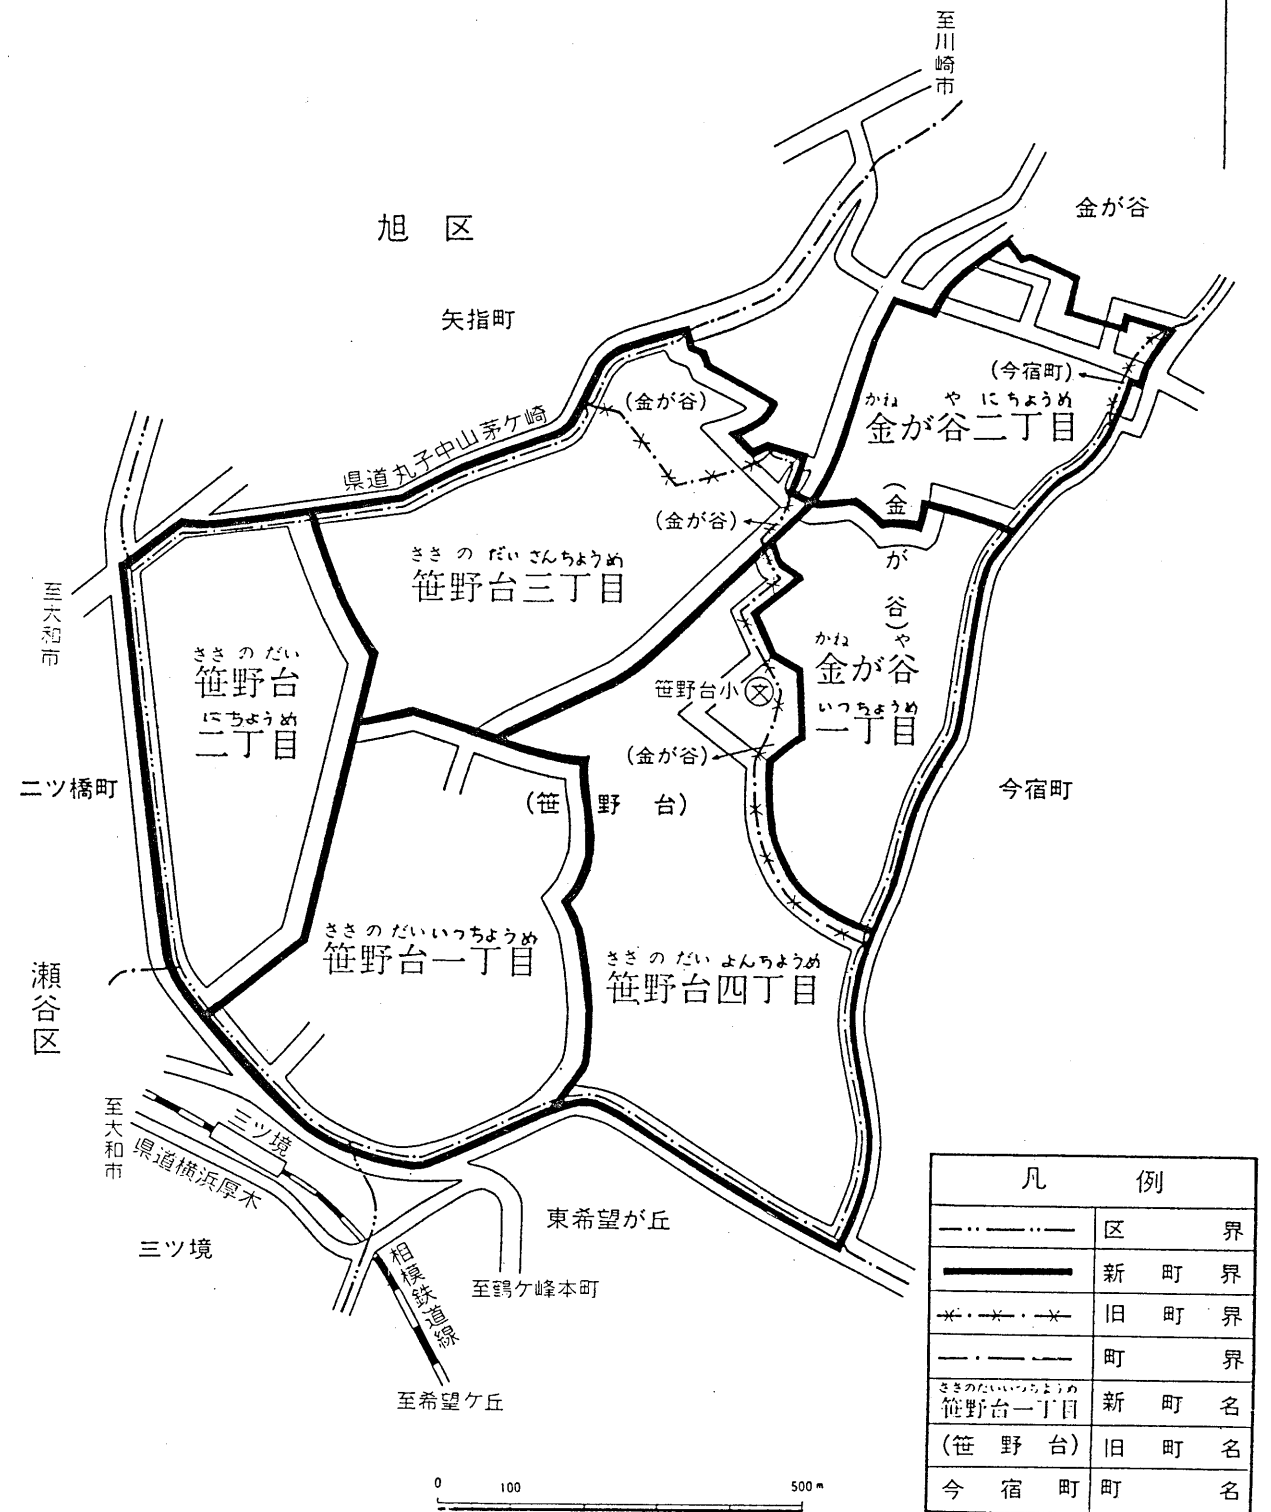 至川崎市
金が谷
旭区
矢指町
(今宿町)
(金が谷)
かね や にちょうめ
金が谷二丁目
県道丸子中山茅ケ崎
(金が谷)
(金が谷)
ささ の だい さんちょうめ
笹野台三丁目
至大和市
ささ の だい
笹野台
にちょうめ
二丁目
かね や
金が谷
いっちょうめ
一丁目
笹野台小
文
(金が谷)
二ツ橋町
(笹野台)
今宿町
ささ の だい いっちょうめ
笹野台一丁目
ささ の だい よんちょうめ
笹野台四丁目
瀬谷区
至大和市
三ツ境
県道横浜厚木
三ツ境
東希望が丘
至鶴ケ峰本町
相模鉄道線
至希望ケ丘
凡例
区界
新町界
旧町界
町界
ささのだいいっちょうめ
笹野台一丁目 新町名
(笹野台) 旧町名
今宿町 町名
0 100 500m